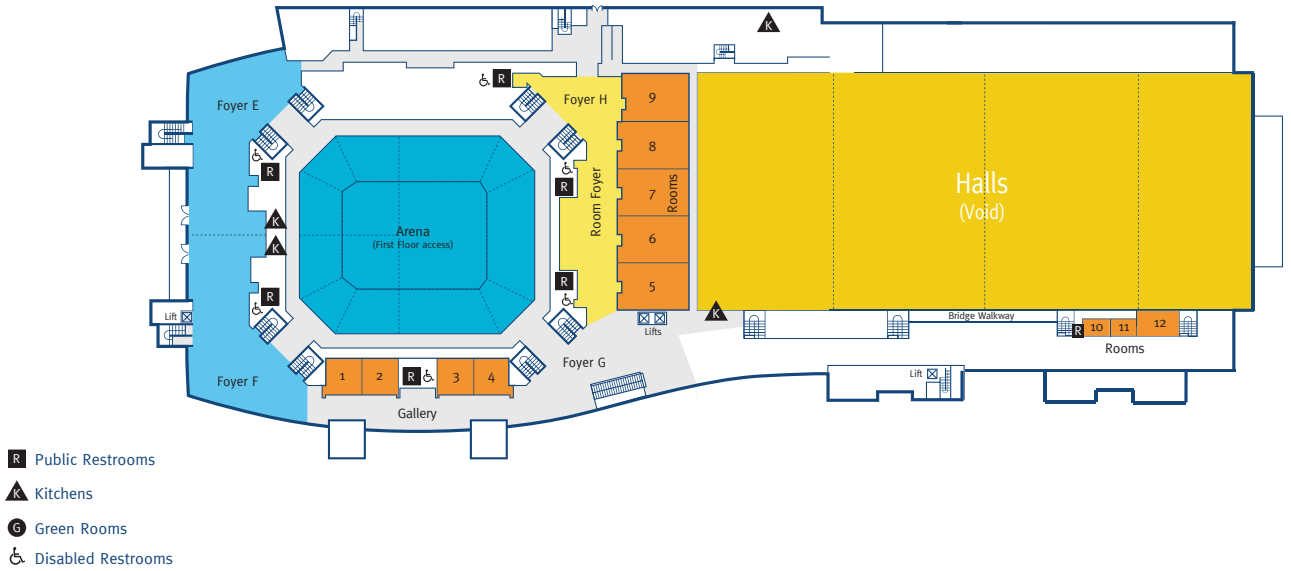 K
R
Foyer E
Foyer H
9
8
R
R
Room Foyer
7
Rooms
Halls
(Void)
K
Arena
(First Floor access)
K
6
R
R
5
Lift
K
Lifts
Bridge Walkway
R
10
11
12
Rooms
Foyer G
Foyer F
1
2
R
3
4
Lift
Gallery
R
Public Restrooms
K
Kitchens
G
Green Rooms
Disabled Restrooms